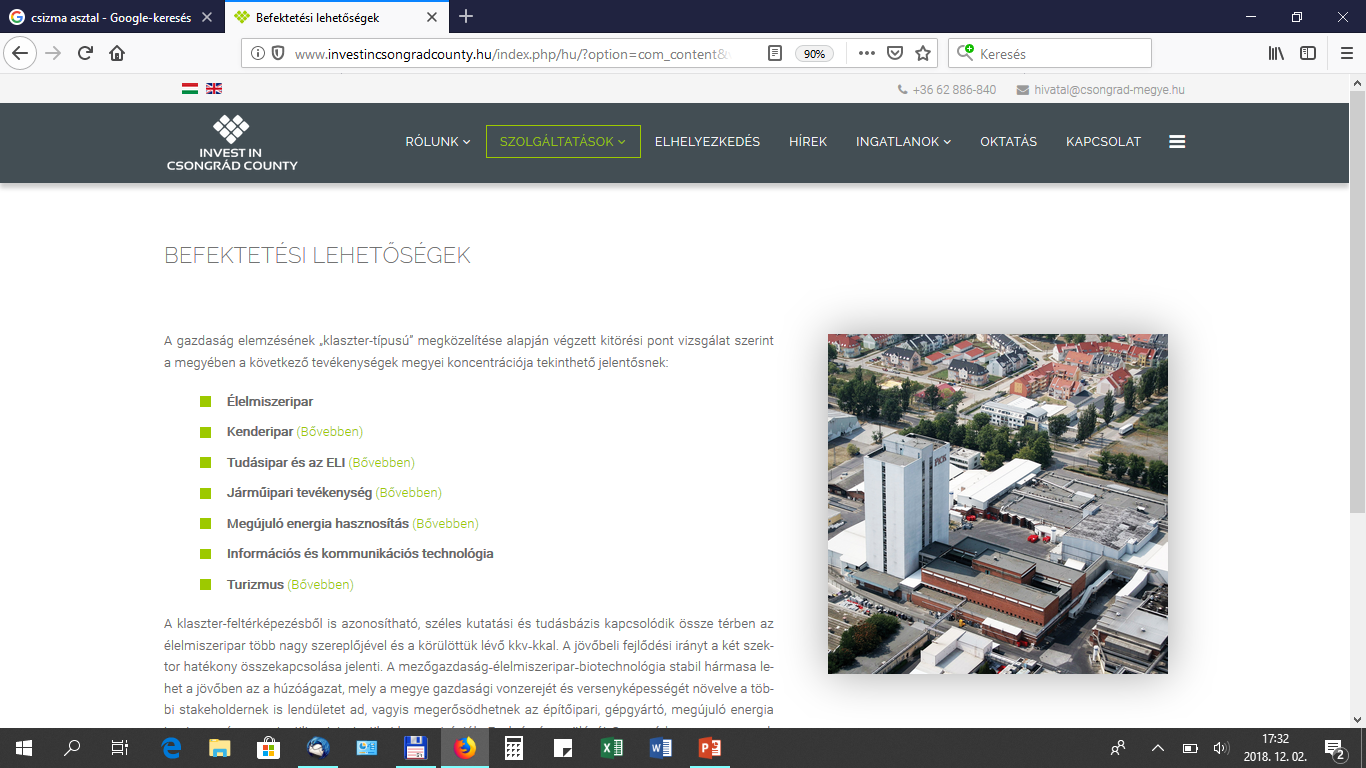 csizma asztal - Google-keresés
Befektetési lehetőségek
www.investincsongradcounty.hu/index.php/hu/?option=com_content&
90%
Keresés
+36 62 886-840
hivatal@csongrad-megye.hu
INVEST IN
CSONGRÁD COUNTY
RÓLUNK
SZOLGÁLTATÁSOK
ELHELYEZKEDÉS
HÍREK
INGATLANOK
OKTATÁS
KAPCSOLAT
BEFEKTETÉSI LEHETŐSÉGEK
A gazdaság elemzésének „klaszter-típusú” megközelítése alapján végzett kitörési pont vizsgálat szerint
a megyében a következő tevékenységek megyei koncentrációja tekinthető jelentősnek:
Élelmiszeripar
Kenderipar (Bővebben)
Tudásipar és az ELI (Bővebben)
Járműipari tevékenység (Bővebben)
Megújuló energia hasznosítás (Bővebben)
Információs és kommunikációs technológia
Turizmus (Bővebben)
PICK
A klaszter-feltérképezésből is azonosítható, széles kutatási és tudásbázis kapcsolódik össze térben az
élelmiszeripar több nagy szereplőjével és a körülöttük lévő kkv-kkal. A jövőbeli fejlődési irányt a két szek-
tor hatékony összekapcsolása jelenti. A mezőgazdaság-élelmiszeripar-biotechnológia stabil hármasa le-
het a jövőben az a húzóágazat, mely a megye gazdasági vonzerejét és versenyképességét növelve a töb-
bi stakeholdernek is lendületet ad, vagyis megerősödhetnek az építőipari, gépgyártó, megújuló energia
17:32
2018. 12. 02.
2